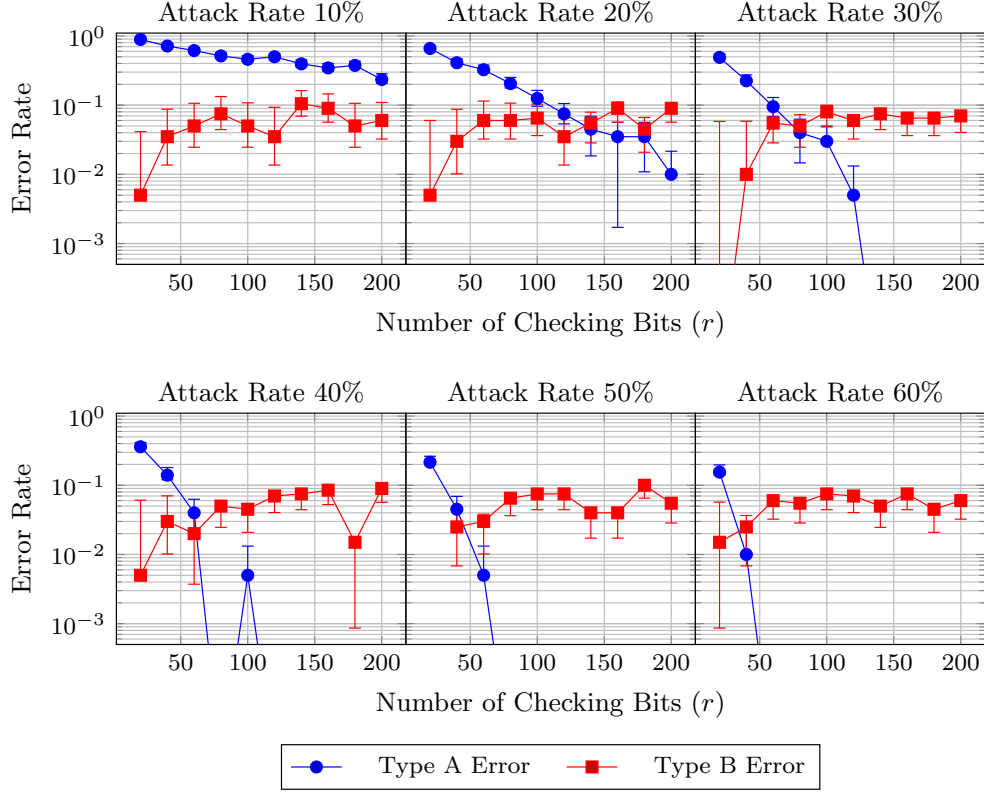 Attack Rate 10% Attack Rate 20% Attack Rate 30%
10^0
10^−1
10^−2
10^−3
Error Rate
50 100 150 200 50 100 150 200 50 100 150 200
Number of Checking Bits (r)
Attack Rate 40% Attack Rate 50% Attack Rate 60%
10^0
10^−1
10^−2
10^−3
Error Rate
50 100 150 200 50 100 150 200 50 100 150 200
Number of Checking Bits (r)
Type A Error Type B Error